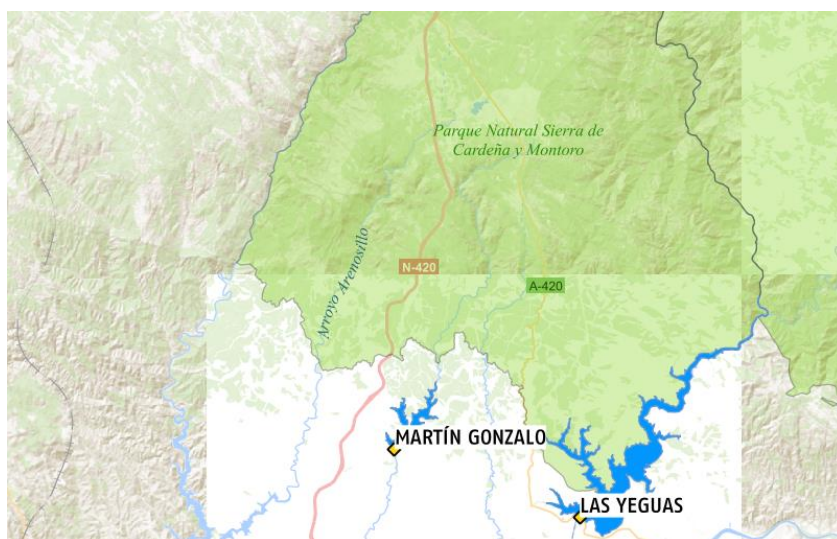 Parque Natural Sierra de
Cardeña y Montoro
Arroyo Arenosillo
N-420
A-420
MARTÍN GONZALO
LAS YEGUAS